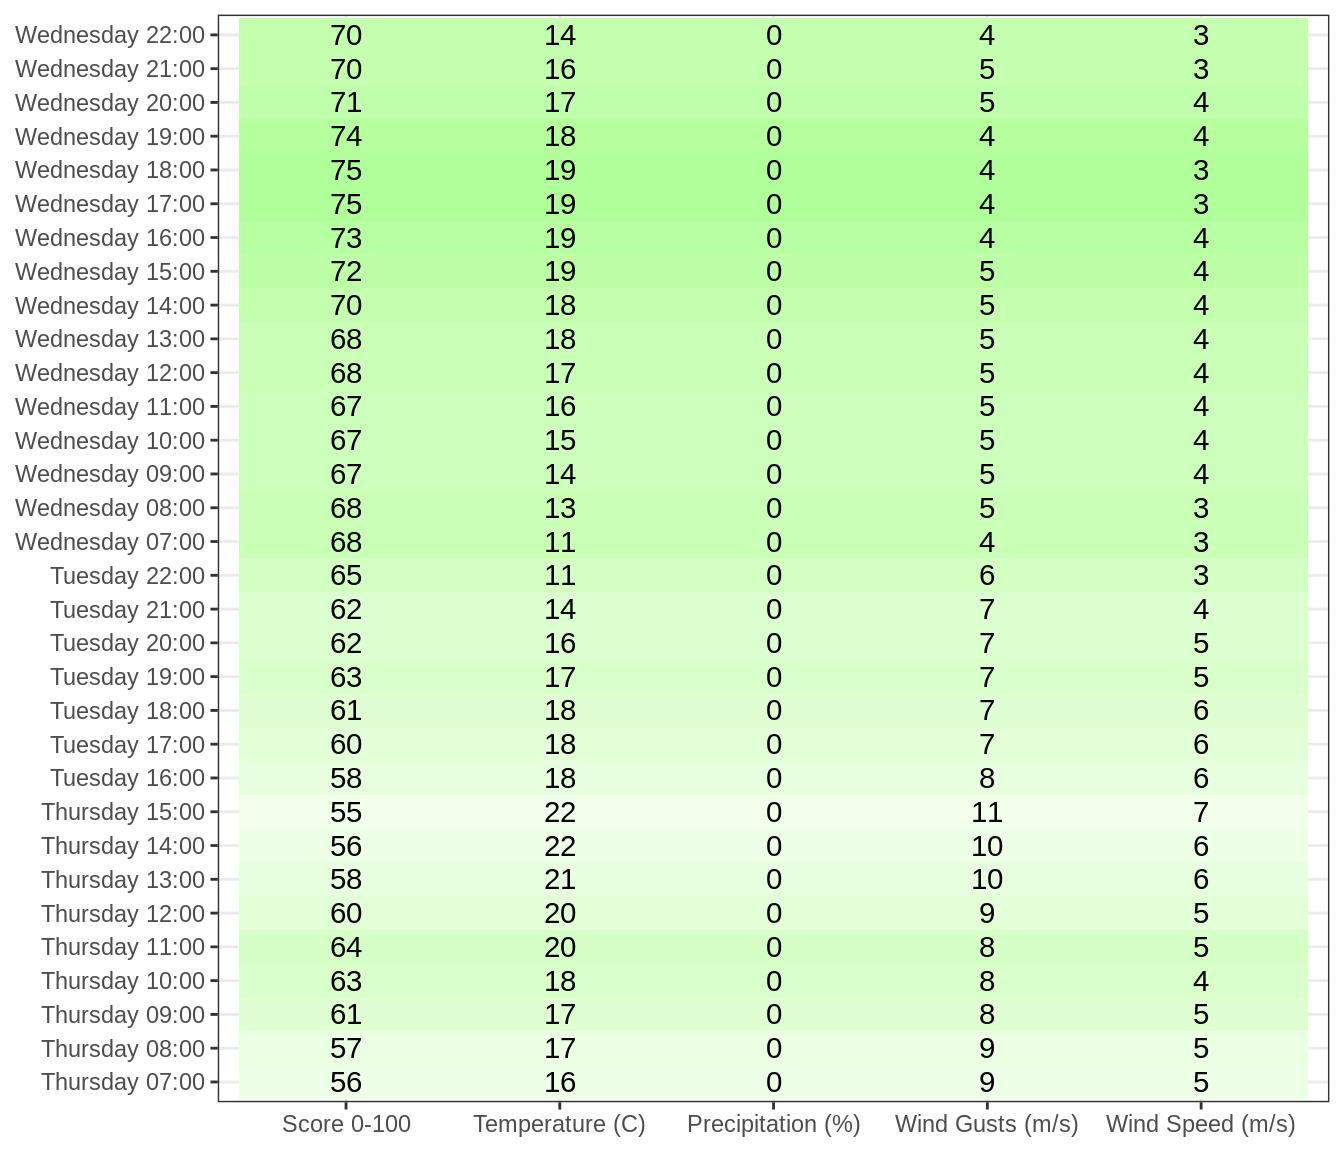 Wednesday 22:00 70 14 0 4 3
Wednesday 21:00 70 16 0 5 3
Wednesday 20:00 71 17 0 5 4
Wednesday 19:00 74 18 0 4 4
Wednesday 18:00 75 19 0 4 3
Wednesday 17:00 75 19 0 4 3
Wednesday 16:00 73 19 0 4 4
Wednesday 15:00 72 19 0 5 4
Wednesday 14:00 70 18 0 5 4
Wednesday 13:00 68 18 0 5 4
Wednesday 12:00 68 17 0 5 4
Wednesday 11:00 67 16 0 5 4
Wednesday 10:00 67 15 0 5 4
Wednesday 09:00 67 14 0 5 4
Wednesday 08:00 68 13 0 5 3
Wednesday 07:00 68 11 0 4 3
Tuesday 22:00 65 11 0 6 3
Tuesday 21:00 62 14 0 7 4
Tuesday 20:00 62 16 0 7 5
Tuesday 19:00 63 17 0 7 5
Tuesday 18:00 61 18 0 7 6
Tuesday 17:00 60 18 0 7 6
Tuesday 16:00 58 18 0 8 6
Thursday 15:00 55 22 0 11 7
Thursday 14:00 56 22 0 10 6
Thursday 13:00 58 21 0 10 6
Thursday 12:00 60 20 0 9 5
Thursday 11:00 64 20 0 8 5
Thursday 10:00 63 18 0 8 4
Thursday 09:00 61 17 0 8 5
Thursday 08:00 57 17 0 9 5
Thursday 07:00 56 16 0 9 5
Score 0-100 Temperature (C) Precipitation (%) Wind Gusts (m/s) Wind Speed (m/s)